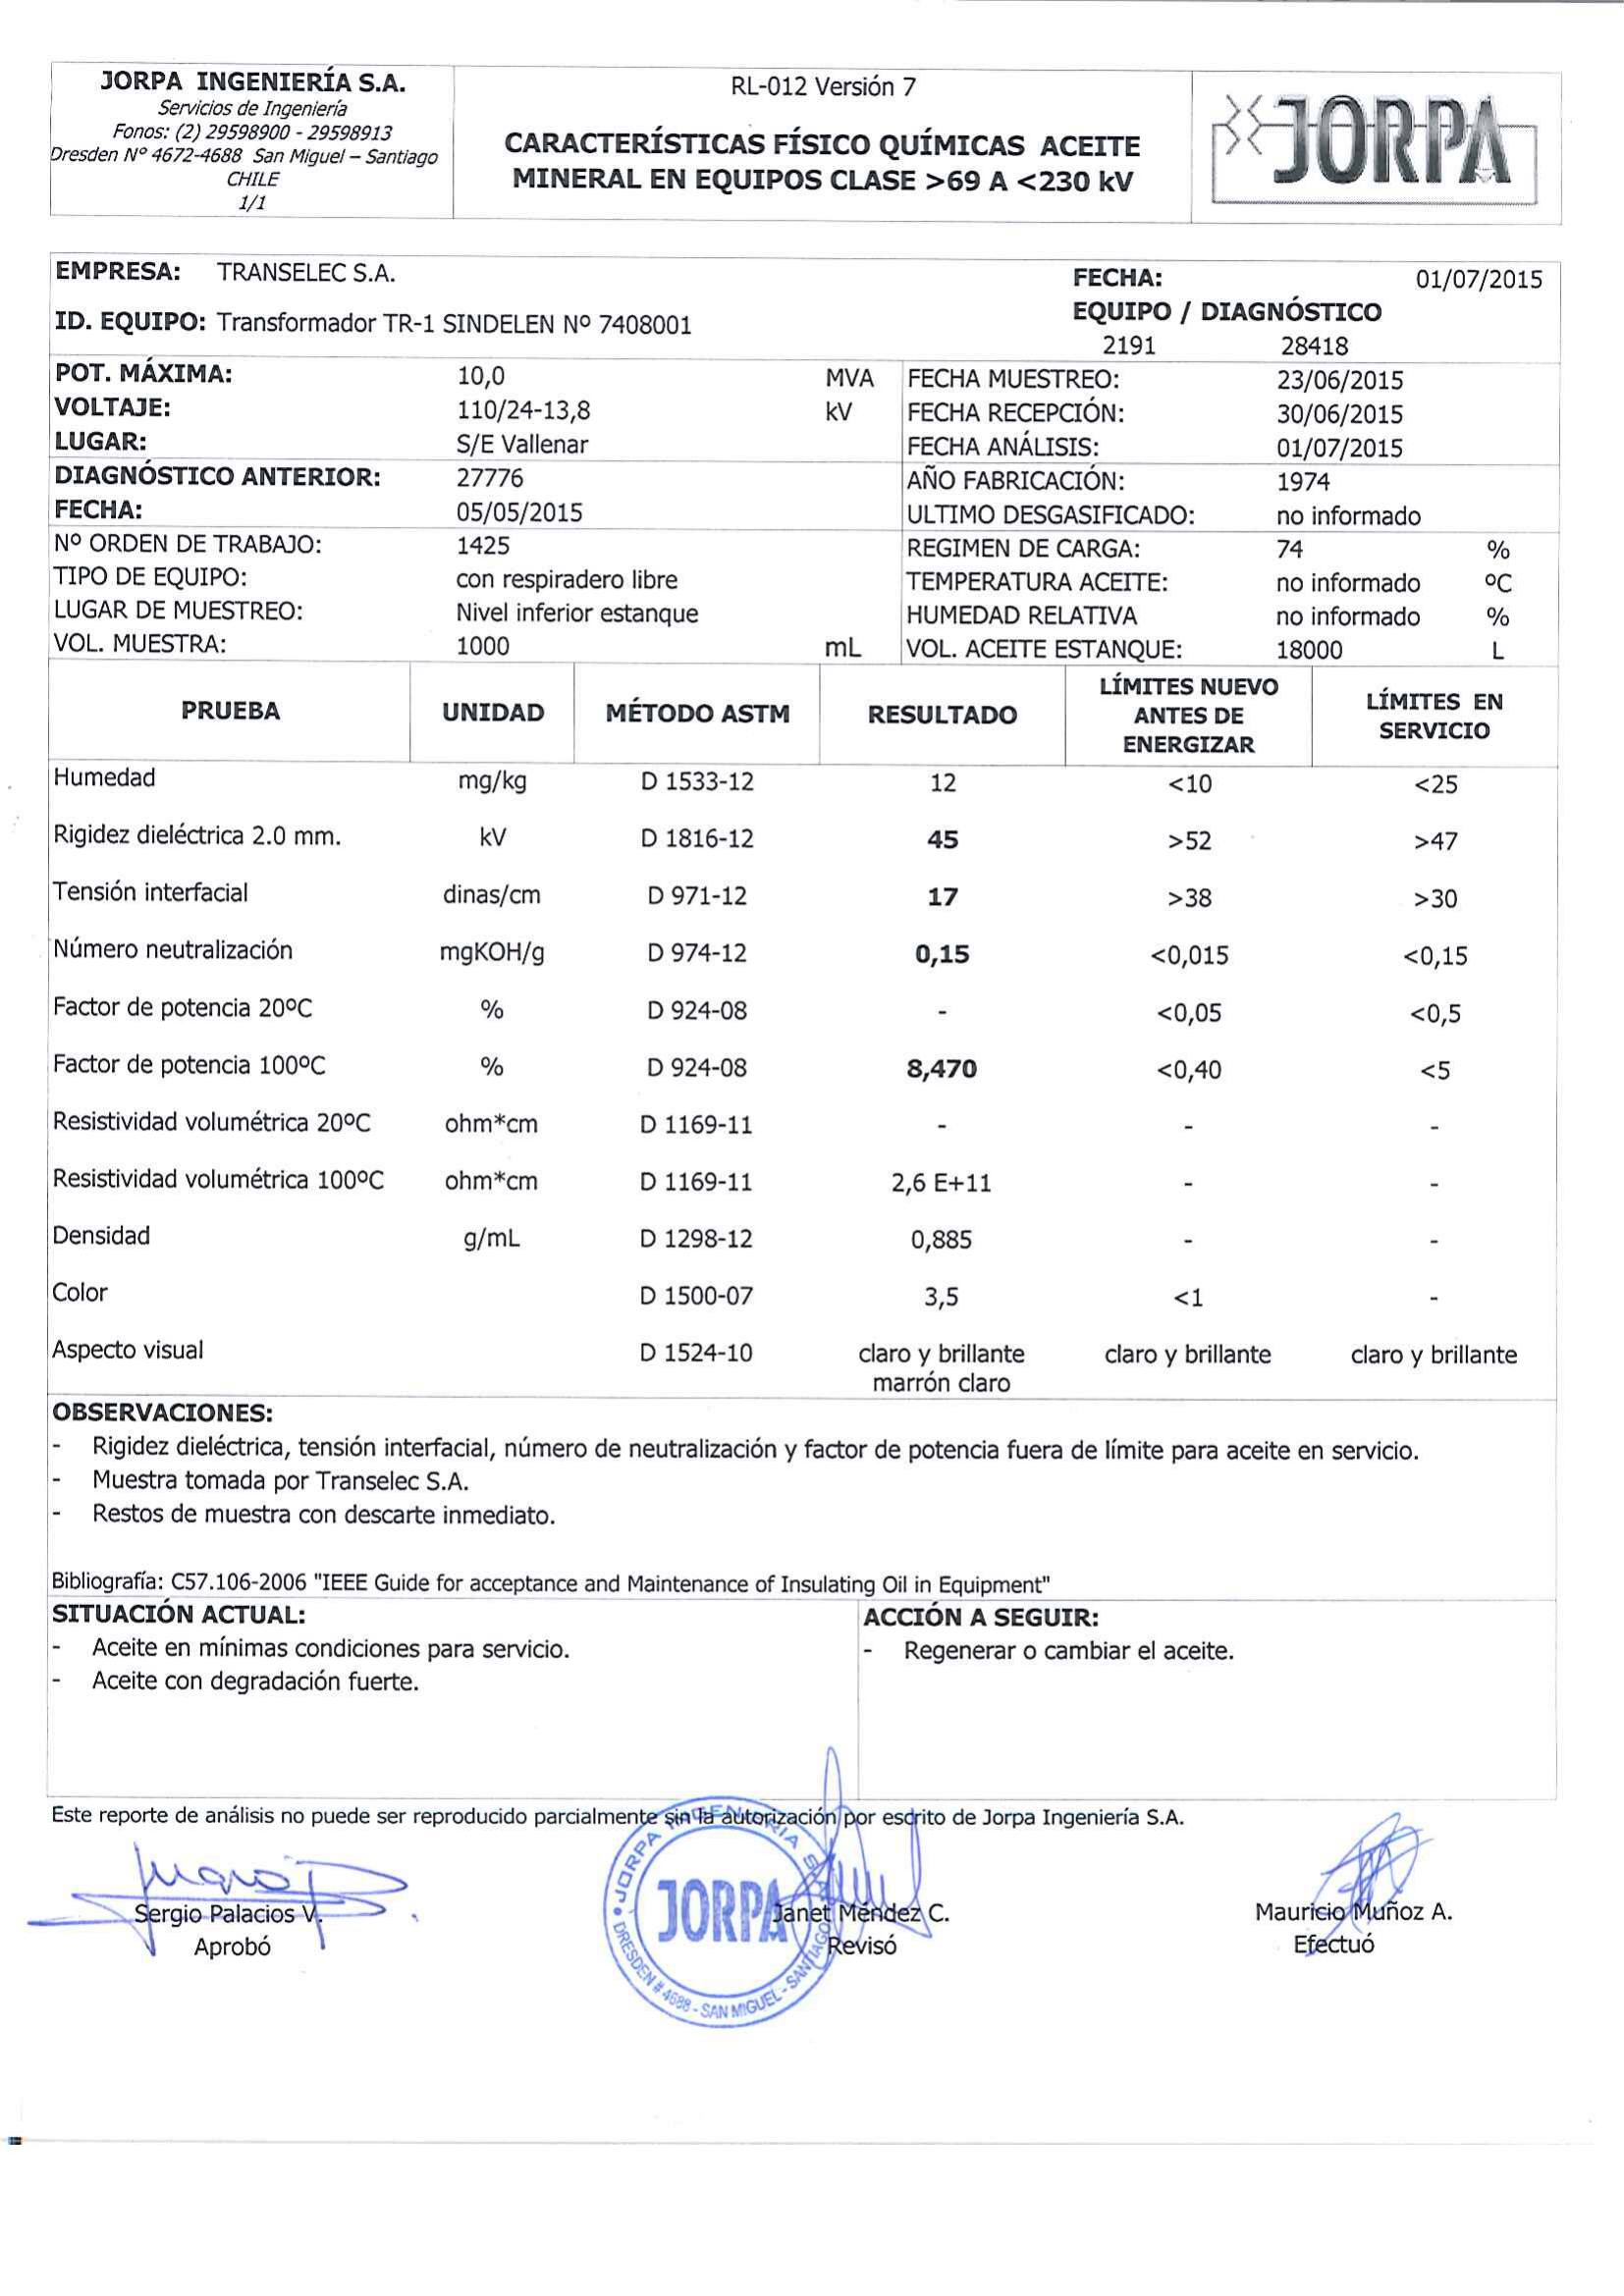 JORPA INGENIERÍA S.A.
Servicios de Ingeniería
Fonos: (2) 29598900 - 29598913
Dresden Nº 4672-4688 San Miguel – Santiago
CHILE
1/1
RL-012 Versión 7
CARACTERÍSTICAS FÍSICO QUÍMICAS ACEITE
MINERAL EN EQUIPOS CLASE >69 A <230 kV
JORPA
EMPRESA: TRANSELEC S.A.
FECHA: 01/07/2015
ID. EQUIPO: Transformador TR-1 SINDELEN Nº 7408001
EQUIPO / DIAGNÓSTICO
2191 28418
POT. MÁXIMA: 10,0 MVA FECHA MUESTREO: 23/06/2015
VOLTAJE: 110/24-13,8 kV FECHA RECEPCIÓN: 30/06/2015
LUGAR: S/E Vallenar FECHA ANÁLISIS: 01/07/2015
DIAGNÓSTICO ANTERIOR: 27776 AÑO FABRICACIÓN: 1974
FECHA: 05/05/2015 ULTIMO DESGASIFICADO: no informado
Nº ORDEN DE TRABAJO: 1425 REGIMEN DE CARGA: 74 %
TIPO DE EQUIPO: con respiradero libre TEMPERATURA ACEITE: no informado ºC
LUGAR DE MUESTREO: Nivel inferior estanque HUMEDAD RELATIVA no informado %
VOL. MUESTRA: 1000 mL VOL. ACEITE ESTANQUE: 18000 L
PRUEBA UNIDAD MÉTODO ASTM RESULTADO LÍMITES NUEVO ANTES DE ENERGIZAR LÍMITES EN SERVICIO
Humedad mg/kg D 1533-12 12 <10 <25
Rigidez dieléctrica 2.0 mm. kV D 1816-12 45 >52 >47
Tensión interfacial dinas/cm D 971-12 17 >38 >30
Número neutralización mgKOH/g D 974-12 0,15 <0,015 <0,15
Factor de potencia 20ºC % D 924-08 - <0,05 <0,5
Factor de potencia 100ºC % D 924-08 8,470 <0,40 <5
Resistividad volumétrica 20ºC ohm*cm D 1169-11 - - -
Resistividad volumétrica 100ºC ohm*cm D 1169-11 2,6 E+11 - -
Densidad g/mL D 1298-12 0,885 - -
Color D 1500-07 3,5 <1 -
Aspecto visual D 1524-10 claro y brillante claro y brillante claro y brillante
marrón claro
OBSERVACIONES:
- Rigidez dieléctrica, tensión interfacial, número de neutralización y factor de potencia fuera de límite para aceite en servicio.
- Muestra tomada por Transelec S.A.
- Restos de muestra con descarte inmediato.
Bibliografía: C57.106-2006 "IEEE Guide for acceptance and Maintenance of Insulating Oil in Equipment"
SITUACIÓN ACTUAL:
- Aceite en mínimas condiciones para servicio.
- Aceite con degradación fuerte.
ACCIÓN A SEGUIR:
- Regenerar o cambiar el aceite.
Este reporte de análisis no puede ser reproducido parcialmente sin la autorización por escrito de Jorpa Ingeniería S.A.
JORPA INGENIERIA S.A.
JORPA
DRESDEN # 4688 - SAN MIGUEL - SANTIAGO
Sergio Palacios V.
Aprobó
Janet Méndez C.
Revisó
Mauricio Muñoz A.
Efectuó